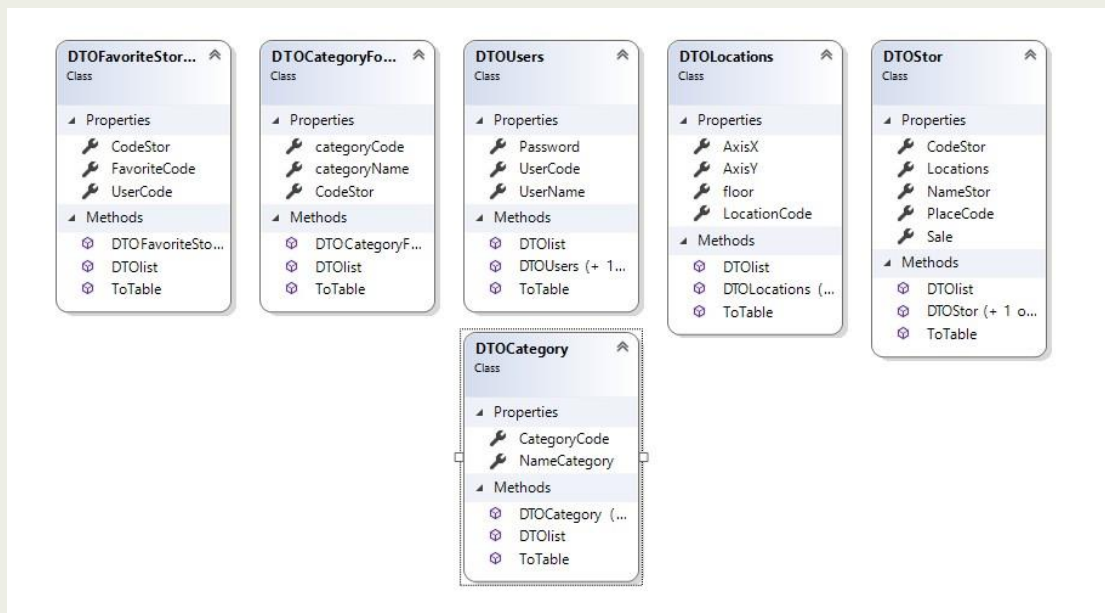 DTOFavoriteStor...
Class
Properties
CodeStor
FavoriteCode
UserCode
Methods
DTOFavoriteSto...
DTOlist
ToTable
DTOCategoryFo...
Class
Properties
categoryCode
categoryName
CodeStor
Methods
DTOCategoryF...
DTOlist
ToTable
DTOUsers
Class
Properties
Password
UserCode
UserName
Methods
DTOlist
DTOUsers (+ 1...
ToTable
DTOLocations
Class
Properties
AxisX
AxisY
floor
LocationCode
Methods
DTOlist
DTOLocations (...
ToTable
DTOStor
Class
Properties
CodeStor
Locations
NameStor
PlaceCode
Sale
Methods
DTOlist
DTOStor (+ 1 o...
ToTable
DTOCategory
Class
Properties
CategoryCode
NameCategory
Methods
DTOCategory (...
DTOlist
ToTable